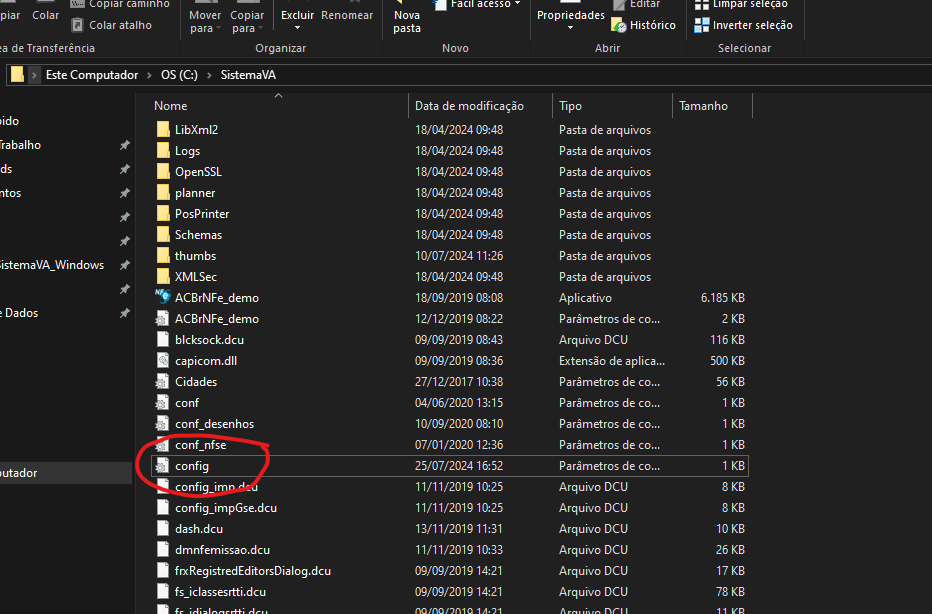 Copiar caminho
Colar
Colar atalho
Mover para
Copiar para
Excluir
Renomear
Nova pasta
Fácil acesso
Propriedades
Editar
Histórico
Limpar seleção
Inverter seleção
de Transferência
Organizar
Novo
Abrir
Selecionar
Este Computador > OS (C:) > SistemaVA
Nome Data de modificação Tipo Tamanho
LibXml2 18/04/2024 09:48 Pasta de arquivos
Logs 18/04/2024 09:48 Pasta de arquivos
OpenSSL 18/04/2024 09:48 Pasta de arquivos
planner 18/04/2024 09:48 Pasta de arquivos
PosPrinter 18/04/2024 09:48 Pasta de arquivos
Schemas 18/04/2024 09:48 Pasta de arquivos
thumbs 10/07/2024 11:26 Pasta de arquivos
XMLSec 18/04/2024 09:48 Pasta de arquivos
ACBrNFe_demo 18/09/2019 08:08 Aplicativo 6.185 KB
ACBrNFe_demo 12/12/2019 08:22 Parâmetros de co... 2 KB
blcksock.dcu 09/09/2019 08:43 Arquivo DCU 116 KB
capicom.dll 09/09/2019 08:36 Extensão de aplica... 500 KB
Cidades 27/12/2017 10:38 Parâmetros de co... 56 KB
conf 04/06/2020 13:15 Parâmetros de co... 1 KB
conf_desenhos 10/09/2020 08:10 Parâmetros de co... 1 KB
conf_nfse 07/01/2020 12:36 Parâmetros de co... 1 KB
config 25/07/2024 16:52 Parâmetros de co... 1 KB
config_imp.dcu 11/11/2019 10:25 Arquivo DCU 8 KB
config_impGse.dcu 11/11/2019 10:25 Arquivo DCU 8 KB
dash.dcu 13/11/2019 11:31 Arquivo DCU 10 KB
dmnfemissao.dcu 11/11/2019 10:33 Arquivo DCU 26 KB
frxRegistredEditorsDialog.dcu 09/09/2019 14:21 Arquivo DCU 17 KB
fs_iclassesrtti.dcu 09/09/2019 14:21 Arquivo DCU 78 KB
fs_idialogsrtti.dcu 09/09/2019 14:21 Arquivo DCU 11 KB
pido
Trabalho
ds
ntos
SistemaVA_Windows
e Dados
putador